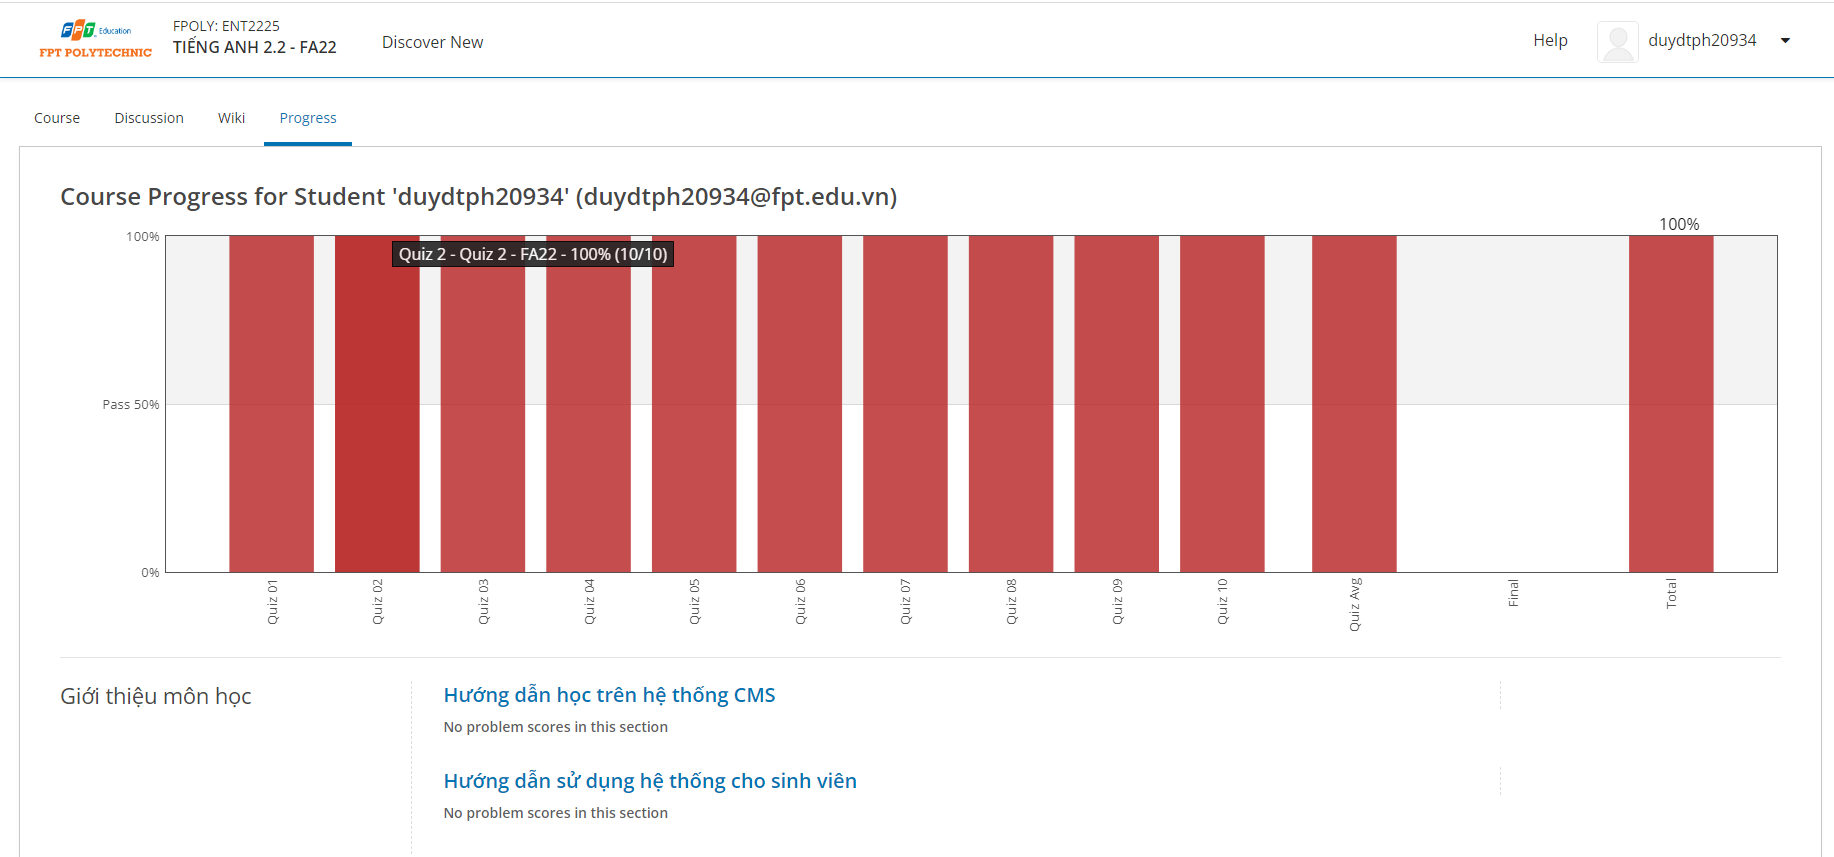 FPT Education
FPT POLYTECHNIC
FPOLY: ENT2225
TIẾNG ANH 2.2 - FA22
Discover New
Help
duydtph20934
Course
Discussion
Wiki
Progress
Course Progress for Student 'duydtph20934' (duydtph20934@fpt.edu.vn)
100%
100%
Quiz 2 - Quiz 2 - FA22 - 100% (10/10)
Pass 50%
0%
Quiz 01
Quiz 02
Quiz 03
Quiz 04
Quiz 05
Quiz 06
Quiz 07
Quiz 08
Quiz 09
Quiz 10
Quiz Avg
Final
Total
Giới thiệu môn học
Hướng dẫn học trên hệ thống CMS
No problem scores in this section
Hướng dẫn sử dụng hệ thống cho sinh viên
No problem scores in this section